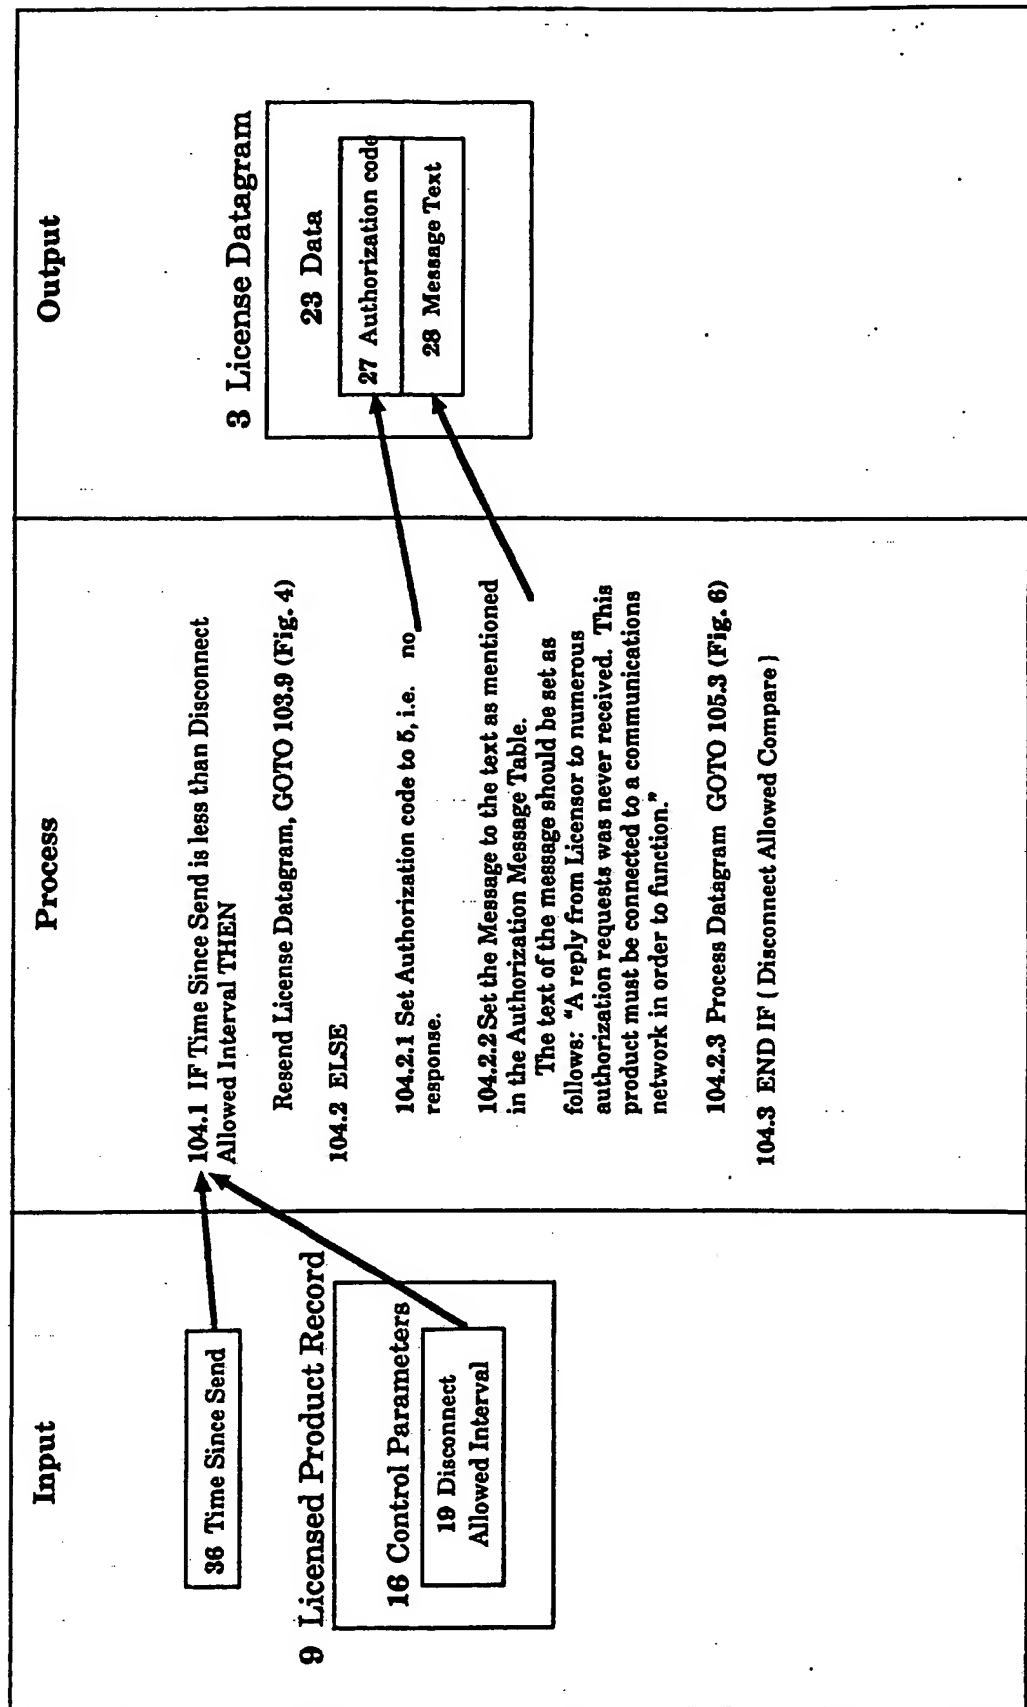 Input
36 Time Since Send
9 Licensed Product Record
16 Control Parameters
19 Disconnect
Allowed Interval
Process
104.1 IF Time Since Send is less than Disconnect
Allowed Interval THEN
Resend License Datagram, GOTO 103.9 (Fig. 4)
104.2 ELSE
104.2.1 Set Authorization code to 5, i.e. no
response.
104.2.2 Set the Message to the text as mentioned
in the Authorization Message Table.
The text of the message should be set as
follows: “A reply from Licensor to numerous
authorization requests was never received. This
product must be connected to a communications
network in order to function.”
104.2.3 Process Datagram GOTO 105.3 (Fig. 6)
104.3 END IF ( Disconnect Allowed Compare )
Output
3 License Datagram
23 Data
27 Authorization code
28 Message Text